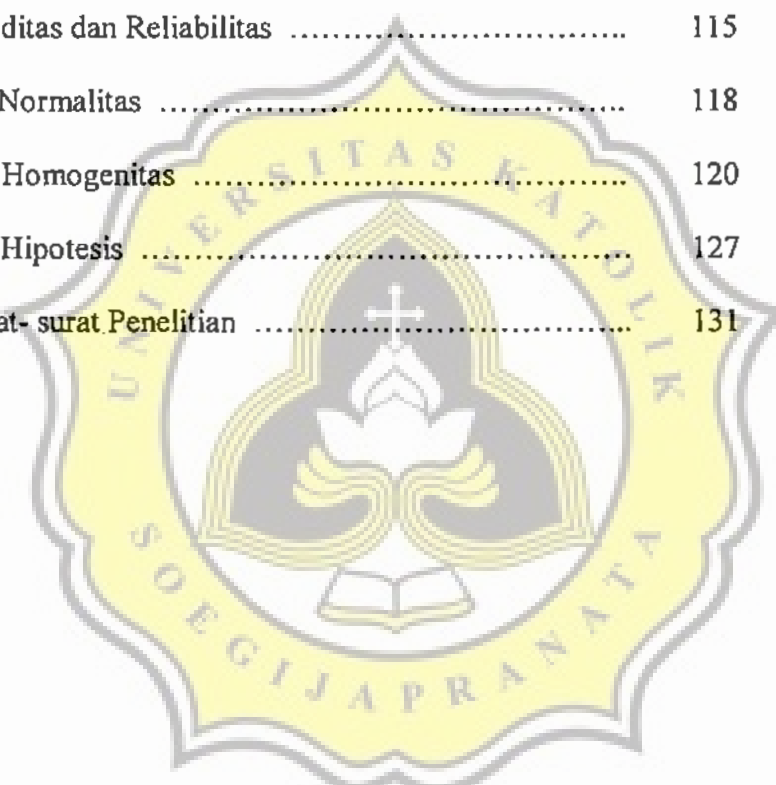 ditas dan Reliabilitas ........................................ 115
Normalitas ........................................................ 118
Homogenitas .................................................... 120
Hipotesis .......................................................... 127
at- surat Penelitian ............................................ 131
UNIVERSITAS KATOLIK
SOEGIJAPRANATA